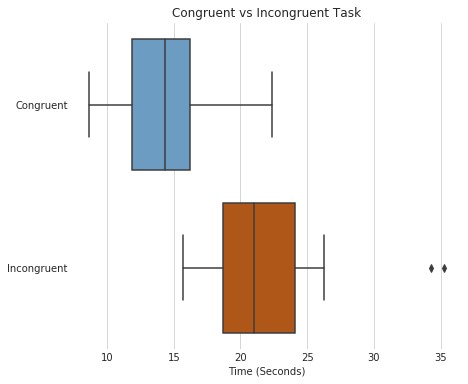 Congruent vs Incongruent Task
Congruent
Incongruent
10 15 20 25 30 35
Time (Seconds)